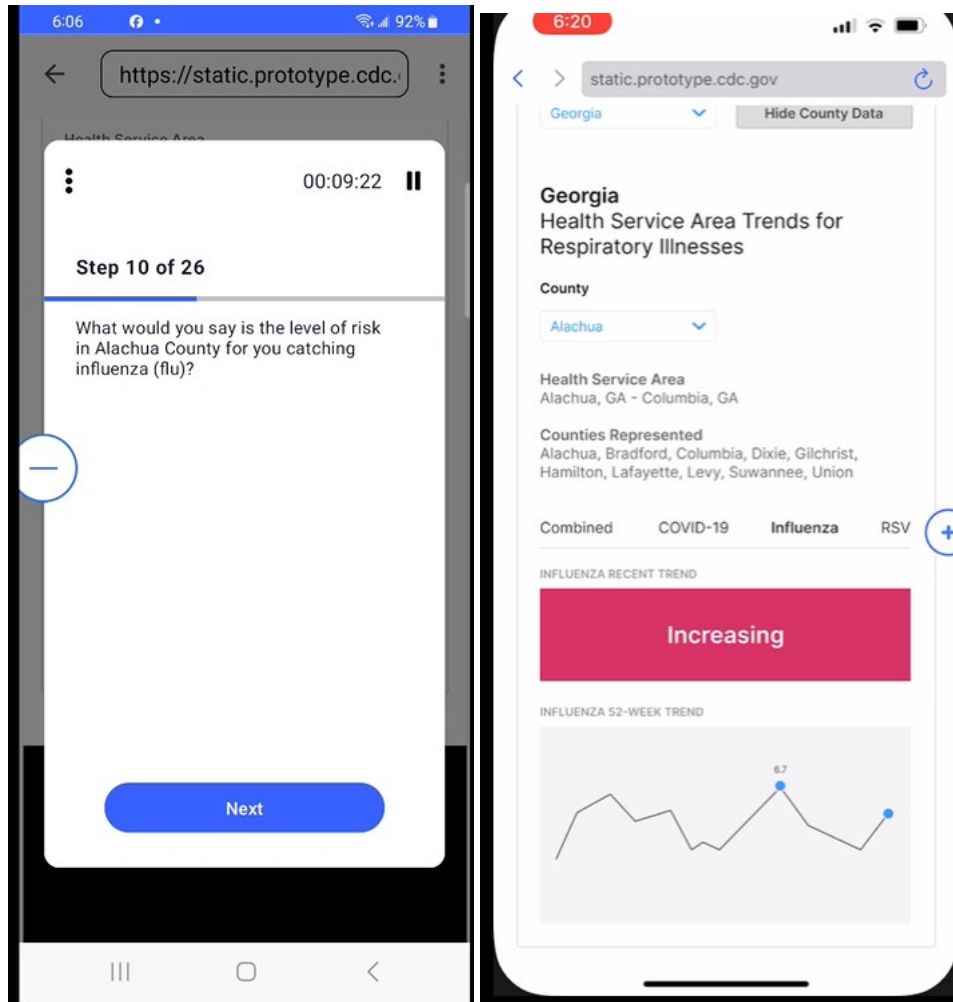 6:06
92%
https://static.prototype.cdc.
Health Service Area
00:09:22
Step 10 of 26
What would you say is the level of risk
in Alachua County for you catching
influenza (flu)?
Next
6:20
static.prototype.cdc.gov
Georgia
Hide County Data
Georgia
Health Service Area Trends for
Respiratory Illnesses
County
Alachua
Health Service Area
Alachua, GA - Columbia, GA
Counties Represented
Alachua, Bradford, Columbia, Dixie, Gilchrist,
Hamilton, Lafayette, Levy, Suwannee, Union
Combined COVID-19 Influenza RSV
INFLUENZA RECENT TREND
Increasing
INFLUENZA 52-WEEK TREND
6.7